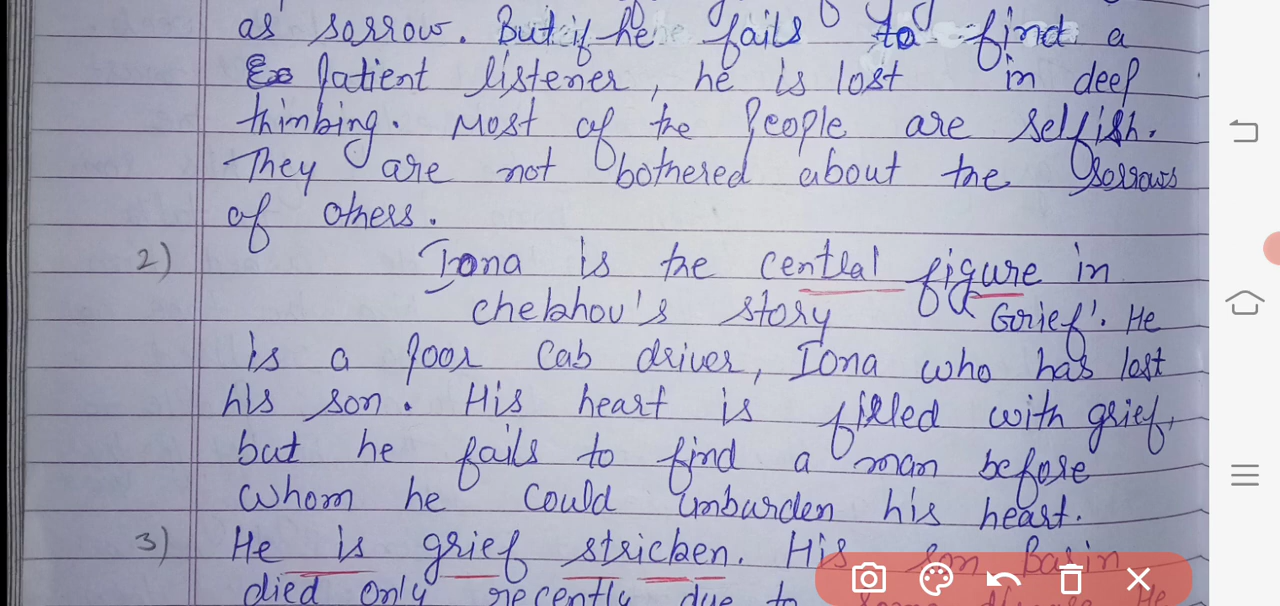 as sorrow. But if he fails to find a
Patient listener, he is lost in deep
thinking. Most of the People are selfish.
They are not bothered about the sorrows
of others.
2) Iona is the central figure in
chekhov's story 'Grief'. He
is a poor cab driver, Iona who has lost
his son. His heart is filled with grief,
but he fails to find a man before
whom he could unburden his heart.
3) He is grief stricken. His son Barin
died only recently due to